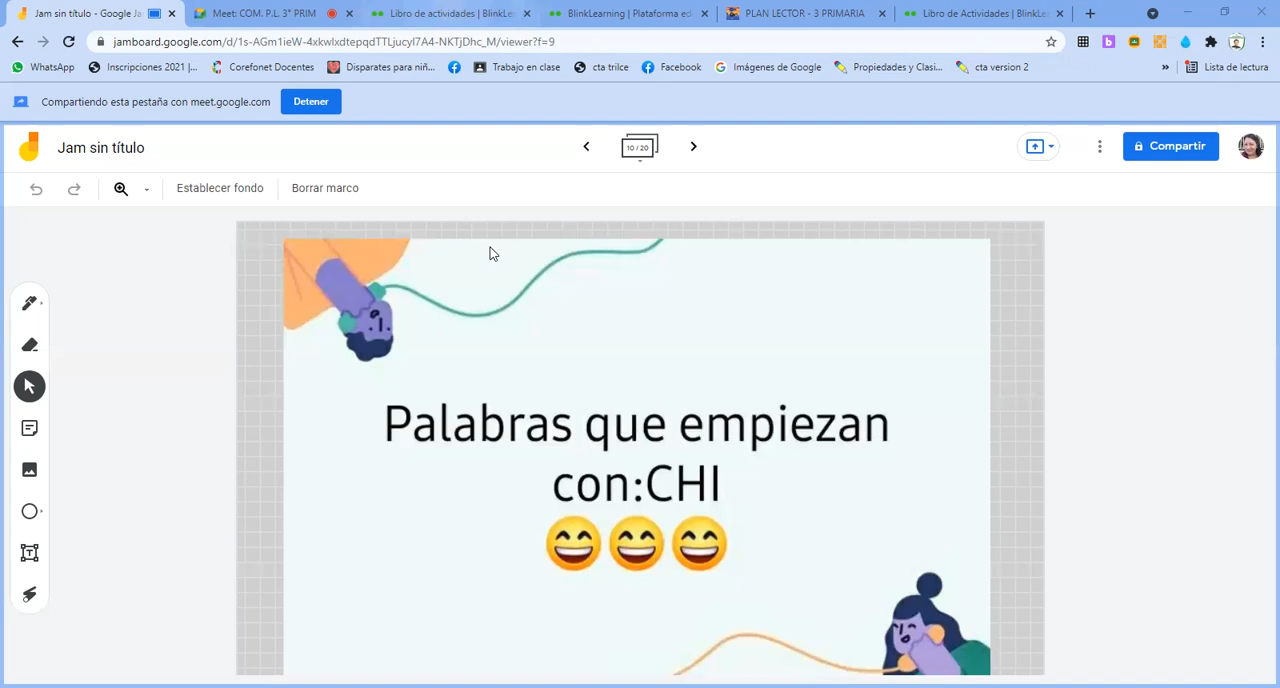 Jam sin título - Google Ja
Meet: COM. P.L. 3° PRIM
Libro de actividades | BlinkLe
BlinkLearning | Plataforma ed
PLAN LECTOR - 3 PRIMARIA
Libro de Actividades | BlinkLe
jamboard.google.com/d/1s-AGm1ieW-4xkwIxdtepqdTTLjucyl7A4-NKTjDhc_M/viewer?f=9
WhatsApp
Inscripciones 2021 |...
Corefonet Docentes
Disparates para niñ...
Trabajo en clase
cta trilce
Facebook
Imágenes de Google
Propiedades y Clasi...
cta version 2
»
Lista de lectura
Compartiendo esta pestaña con meet.google.com
Detener
Jam sin título
10 / 20
Compartir
Establecer fondo
Borrar marco
Palabras que empiezan
con:CHI
😄😄😄